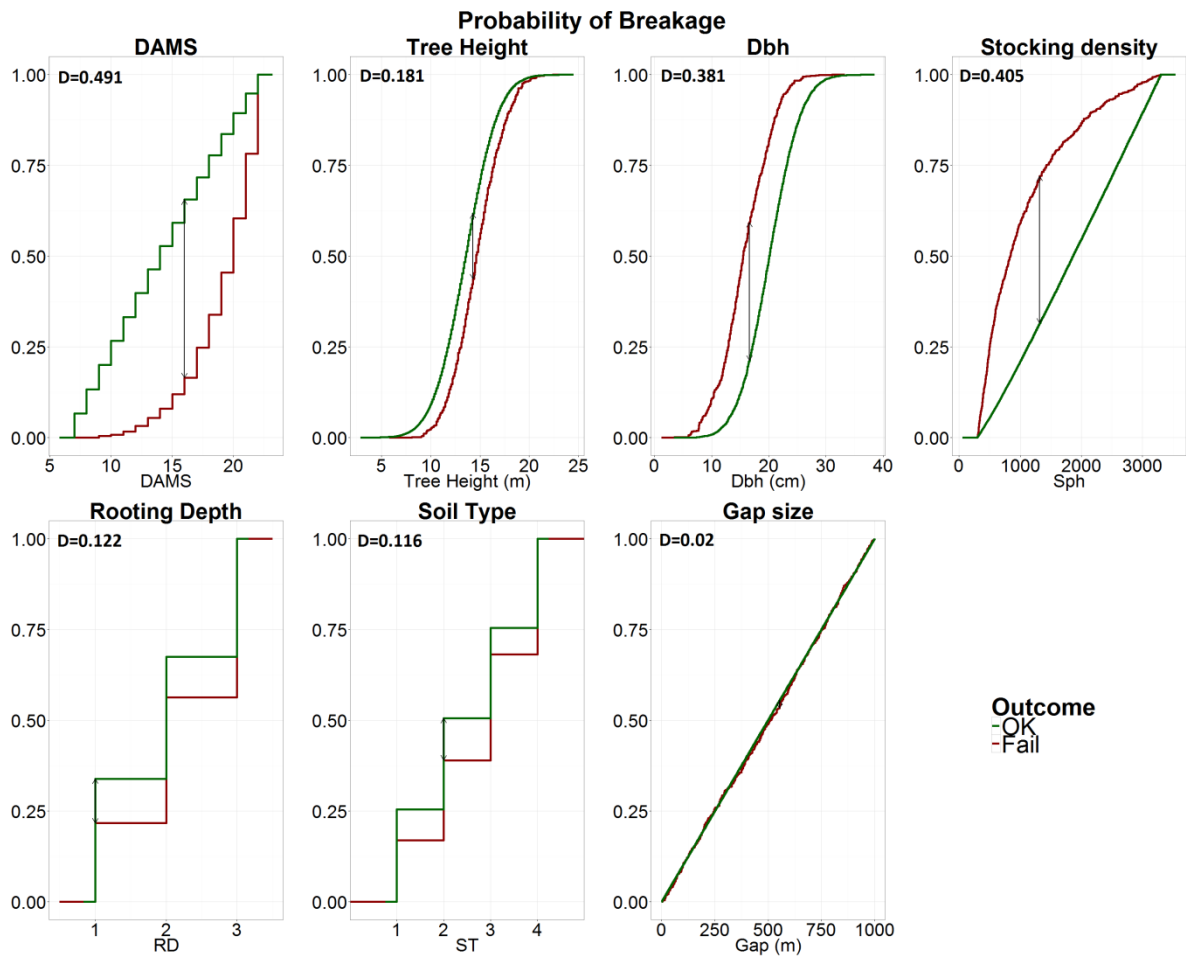 Probability of Breakage
DAMS
D=0.491
1.00
0.75
0.50
0.25
0.00
5 10 15 20
DAMS
Tree Height
D=0.181
1.00
0.75
0.50
0.25
0.00
5 10 15 20 25
Tree Height (m)
Dbh
D=0.381
1.00
0.75
0.50
0.25
0.00
0 10 20 30 40
Dbh (cm)
Stocking density
D=0.405
1.00
0.75
0.50
0.25
0.00
0 1000 2000 3000
Sph
Rooting Depth
D=0.122
1.00
0.75
0.50
0.25
0.00
1 2 3
RD
Soil Type
D=0.116
1.00
0.75
0.50
0.25
0.00
1 2 3 4
ST
Gap size
D=0.02
1.00
0.75
0.50
0.25
0.00
0 250 500 750 1000
Gap (m)
Outcome
OK
Fail